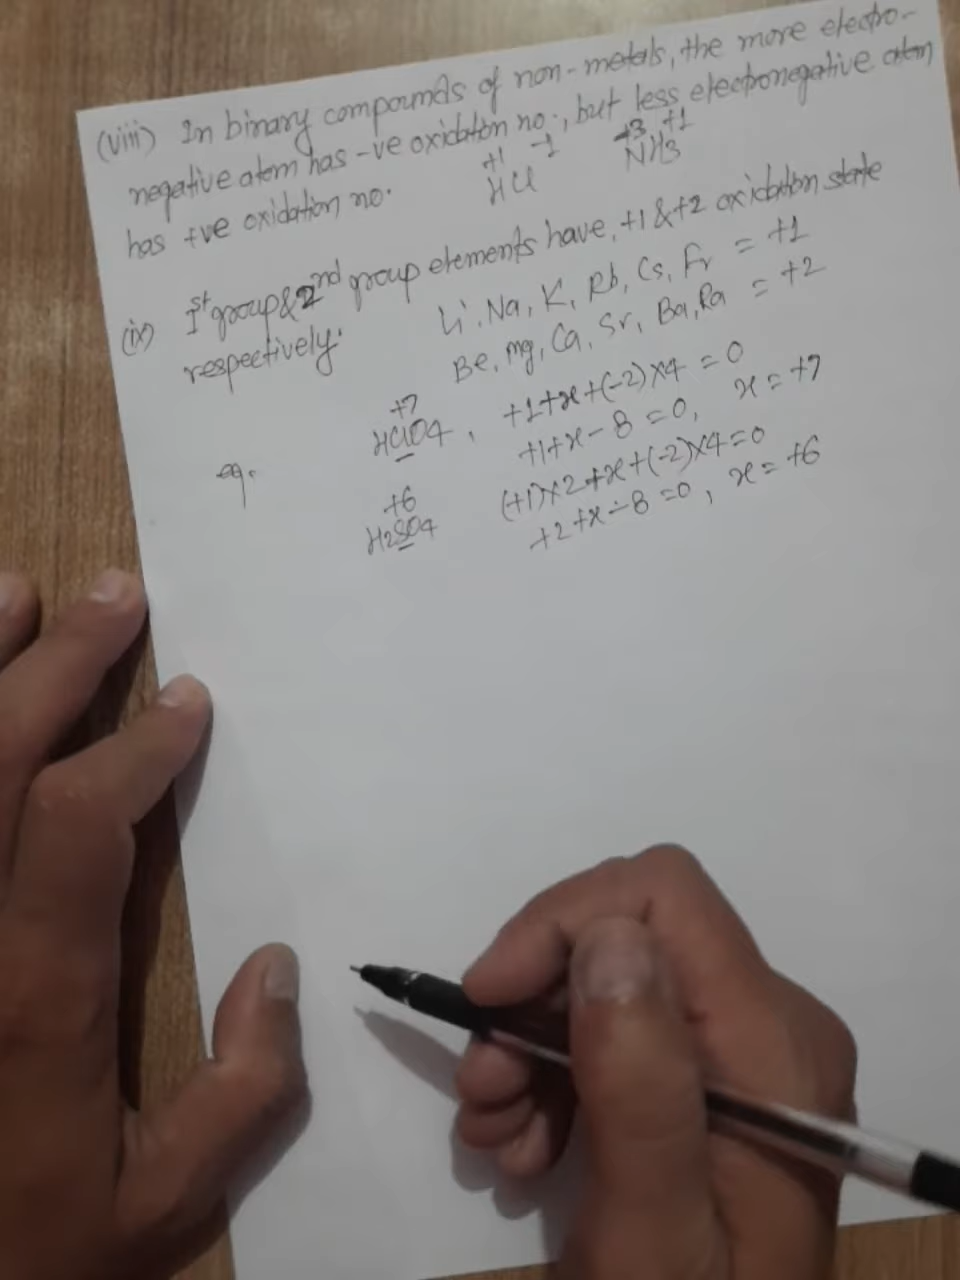 (viii) In binary compounds of non-metals, the more electro-
negative atom has -ve oxidation no., but less electronegative atom
has +ve oxidation no.
+1 -1
HCl
-3 +1
NH3
(ix) Ist group & 2nd group elements have, +1 & +2 oxidation state
respectively.
Li, Na, K, Rb, Cs, Fr = +1
Be, Mg, Ca, Sr, Ba, Ra = +2
eg.
+7
HClO4, +1+x+(-2)×4 = 0
+1+x-8 = 0, x = +7
+6
H2SO4 (+1)×2+x+(-2)×4=0
+2+x-8=0, x = +6